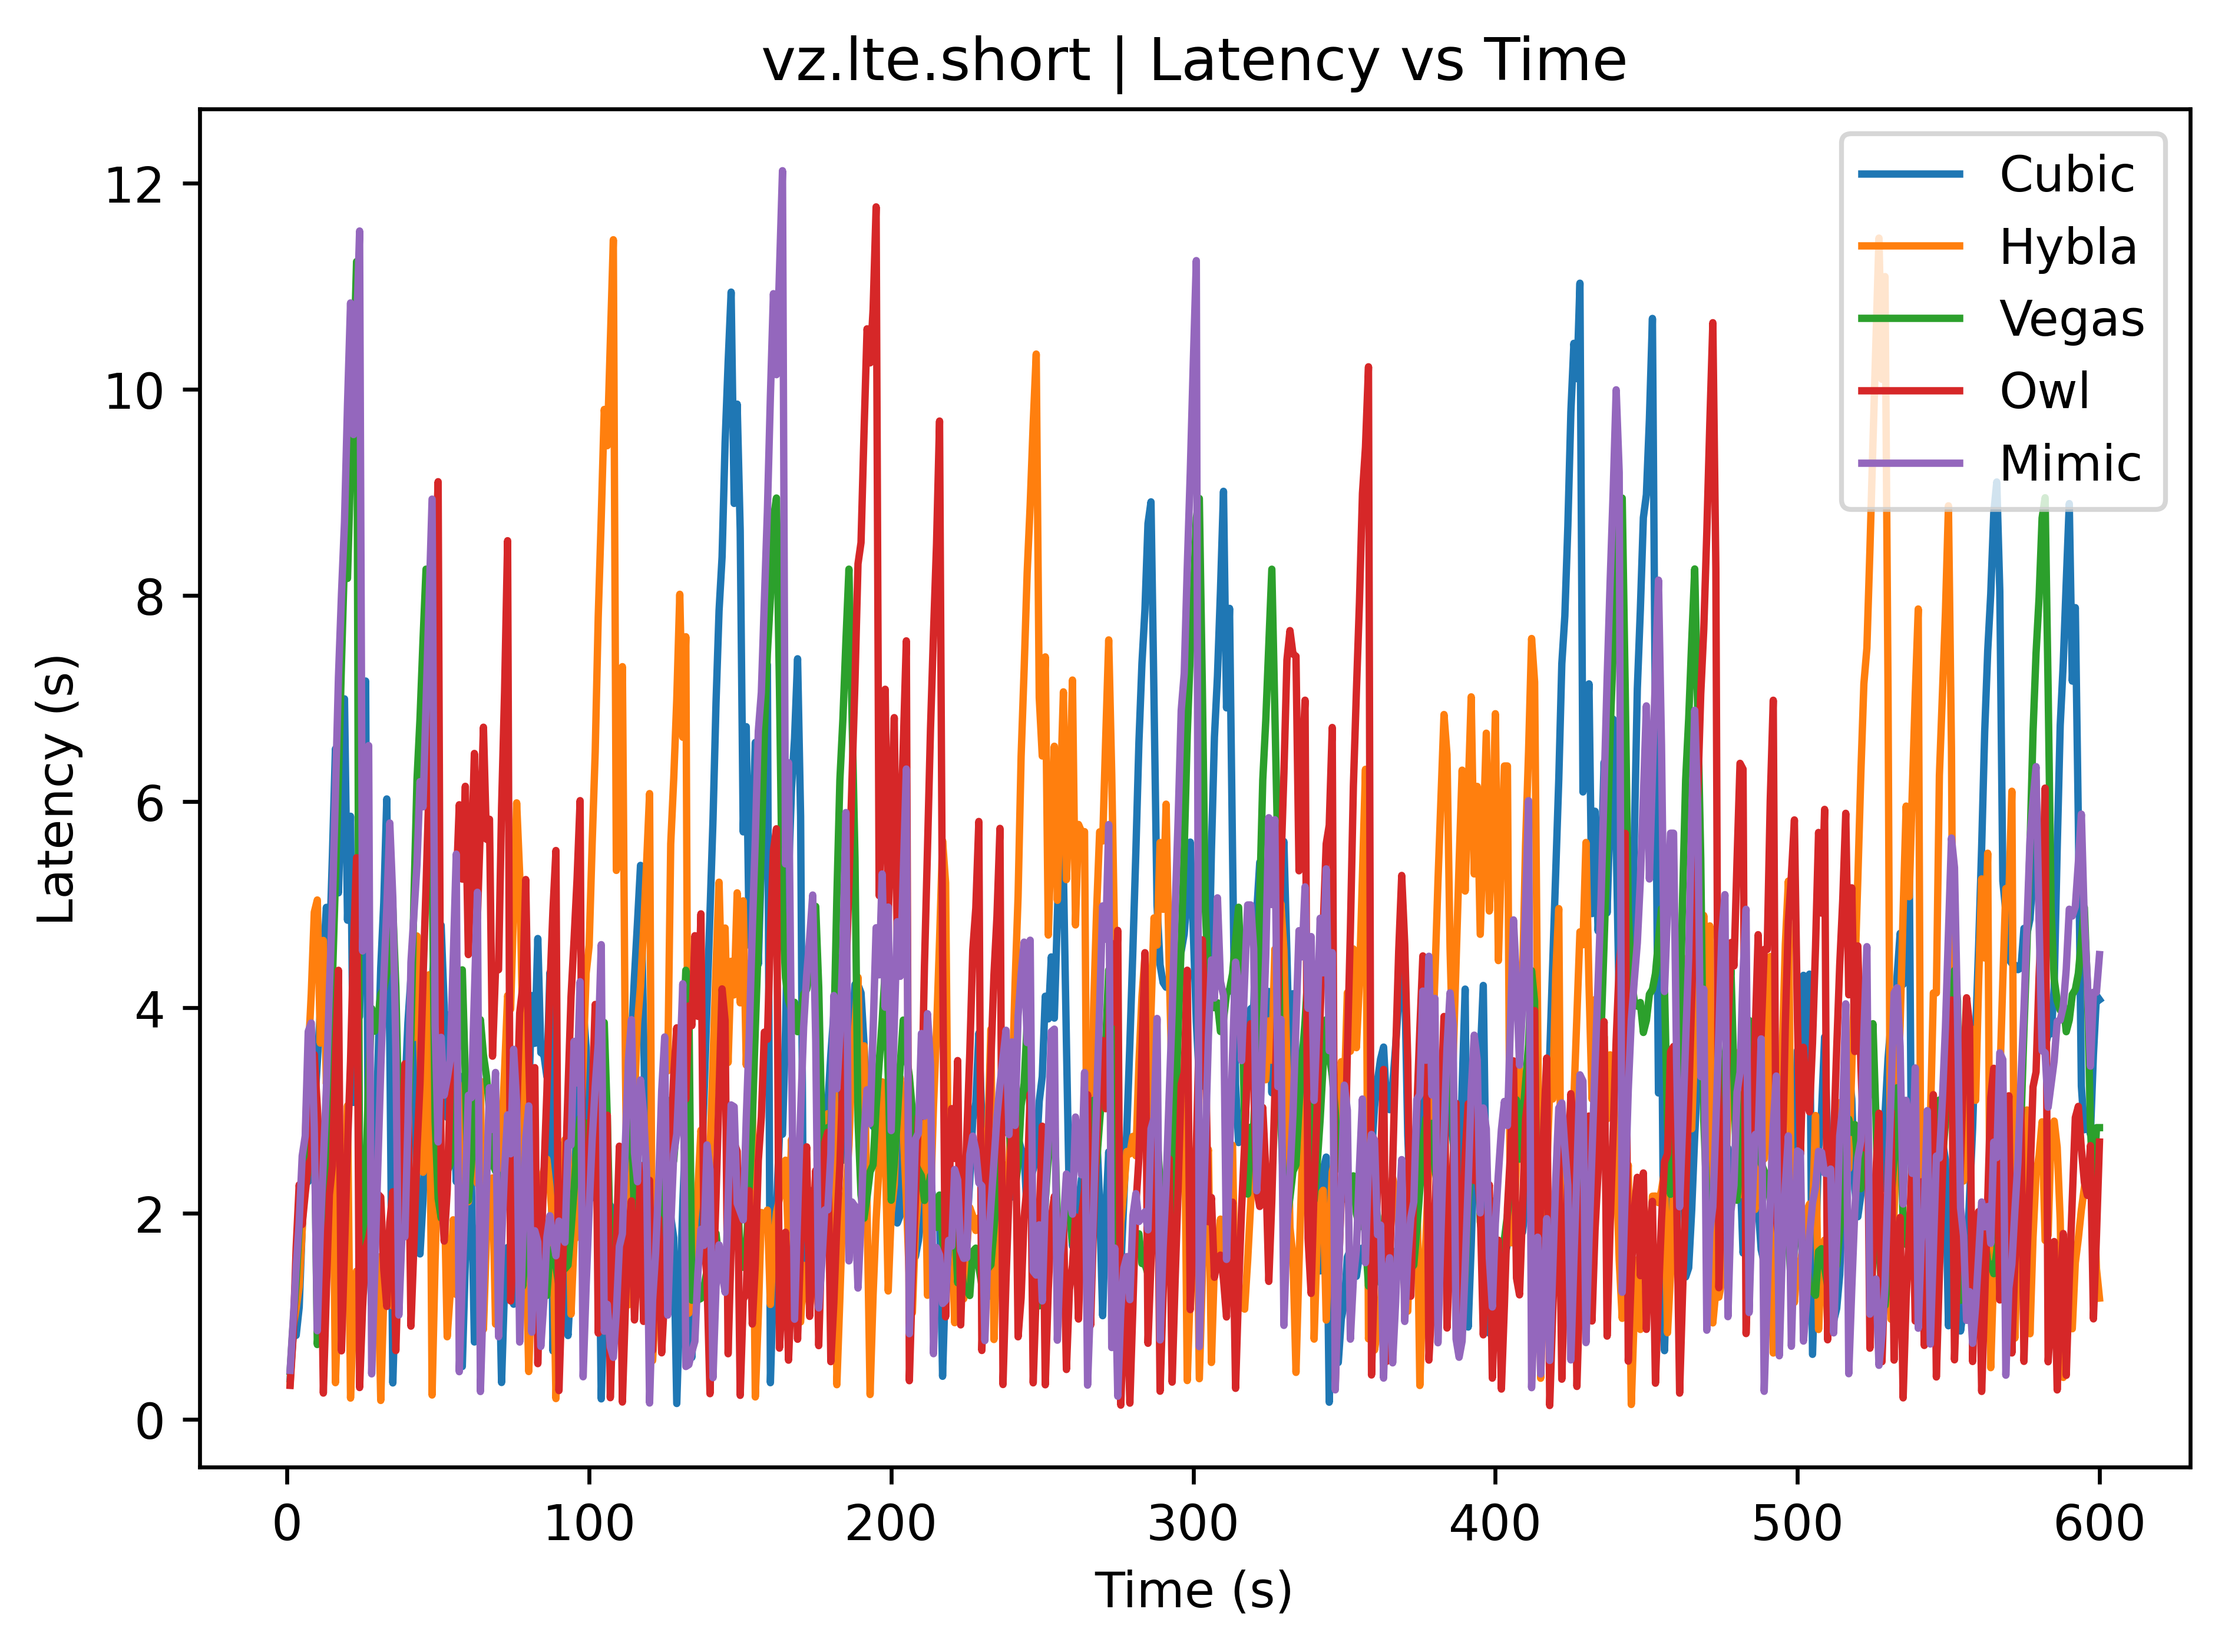 vz.lte.short | Latency vs Time
12
10
8
6
4
2
0
Latency (s)
Cubic
Hybla
Vegas
Owl
Mimic
0 100 200 300 400 500 600
Time (s)